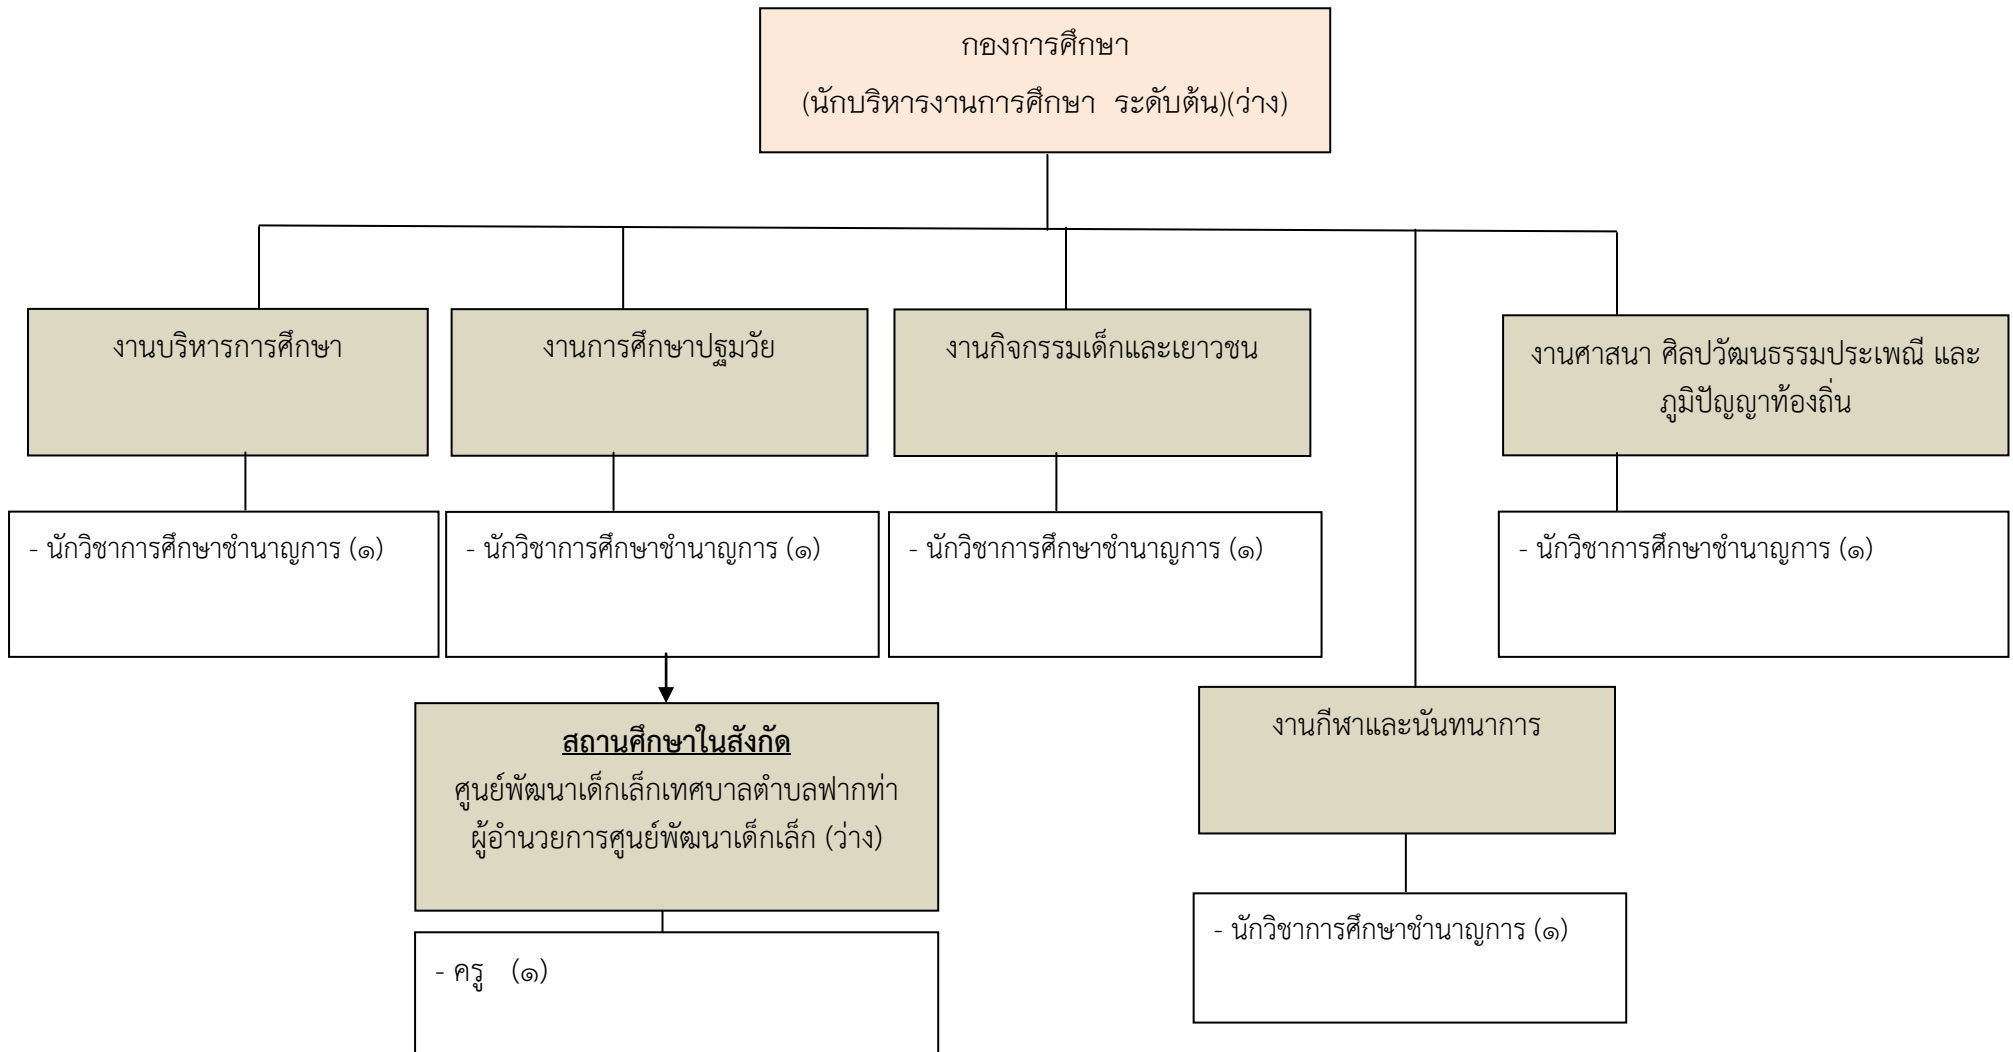 กองการศึกษา
(นักบริหารงานการศึกษา ระดับต้น)(ว่าง)
งานบริหารการศึกษา
งานการศึกษาปฐมวัย
งานกิจกรรมเด็กและเยาวชน
งานศาสนา ศิลปวัฒนธรรมประเพณี และ
ภูมิปัญญาท้องถิ่น
- นักวิชาการศึกษาชำนาญการ (๑)
- นักวิชาการศึกษาชำนาญการ (๑)
- นักวิชาการศึกษาชำนาญการ (๑)
- นักวิชาการศึกษาชำนาญการ (๑)
สถานศึกษาในสังกัด
ศูนย์พัฒนาเด็กเล็กเทศบาลตำบลฟากท่า
ผู้อำนวยการศูนย์พัฒนาเด็กเล็ก (ว่าง)
- ครู (๑)
งานกีฬาและนันทนาการ
- นักวิชาการศึกษาชำนาญการ (๑)